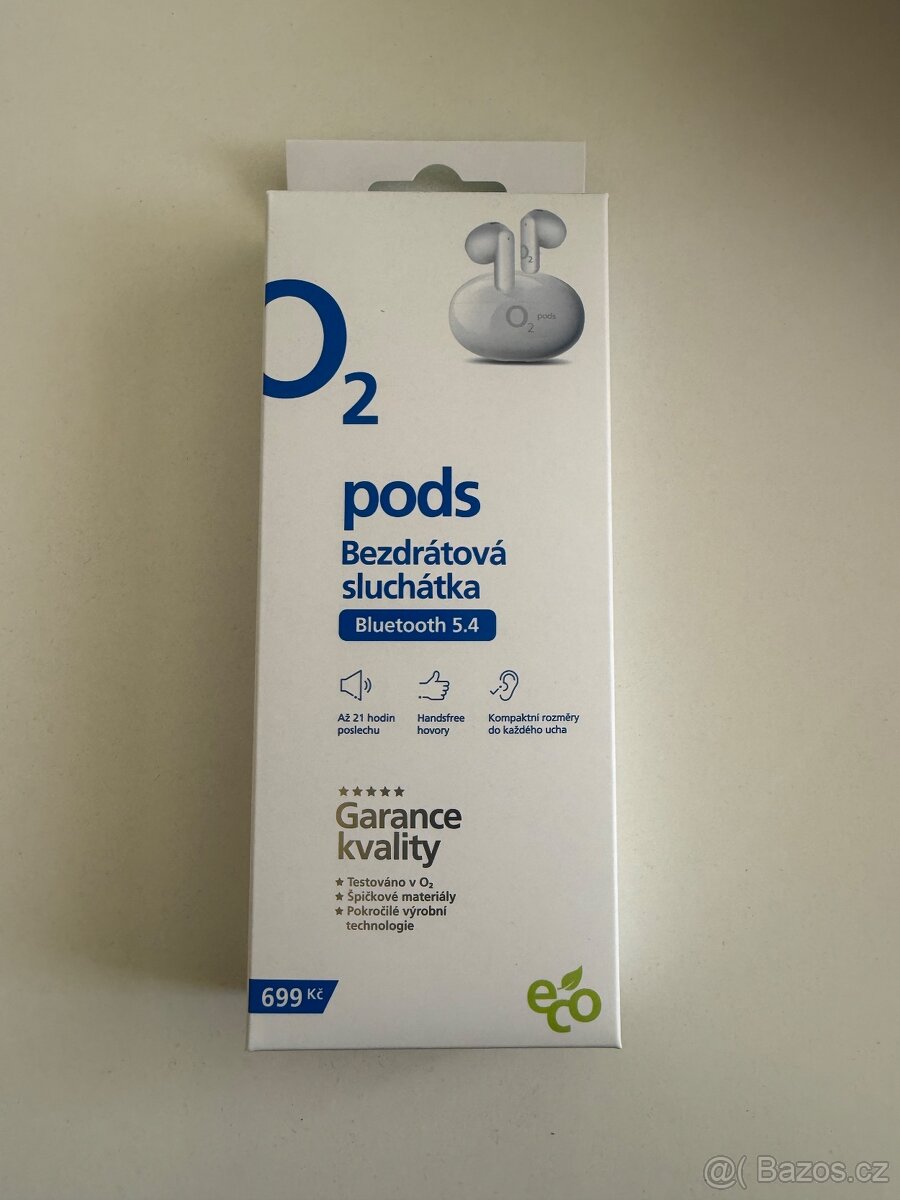 O2
pods
O2
O2
pods
Bezdrátová
sluchátka
Bluetooth 5.4
Až 21 hodin
poslechu
Handsfree
hovory
Kompaktní rozměry
do každého ucha
Garance
kvality
★ Testováno v O₂
★ Špičkové materiály
★ Pokročilé výrobní
technologie
699 Kč
eco
@( Bazos.cz